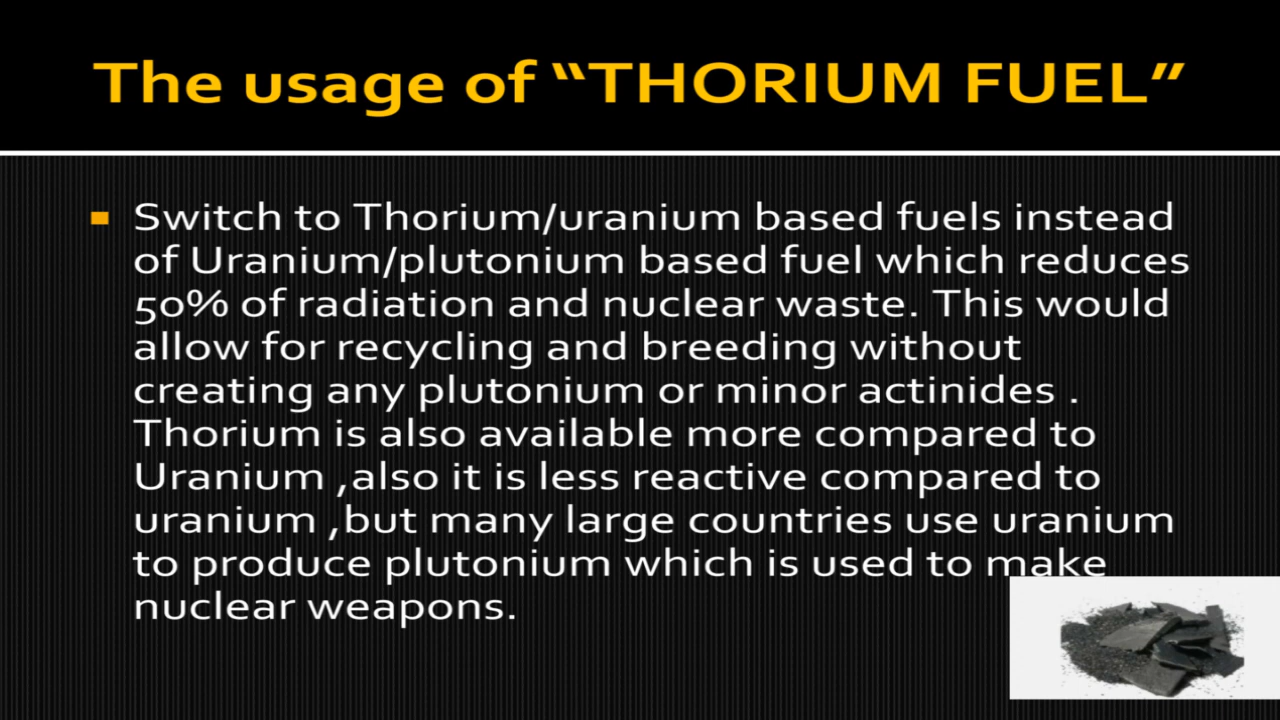 The usage of “THORIUM FUEL”
Switch to Thorium/uranium based fuels instead
of Uranium/plutonium based fuel which reduces
50% of radiation and nuclear waste. This would
allow for recycling and breeding without
creating any plutonium or minor actinides .
Thorium is also available more compared to
Uranium ,also it is less reactive compared to
uranium ,but many large countries use uranium
to produce plutonium which is used to make
nuclear weapons.